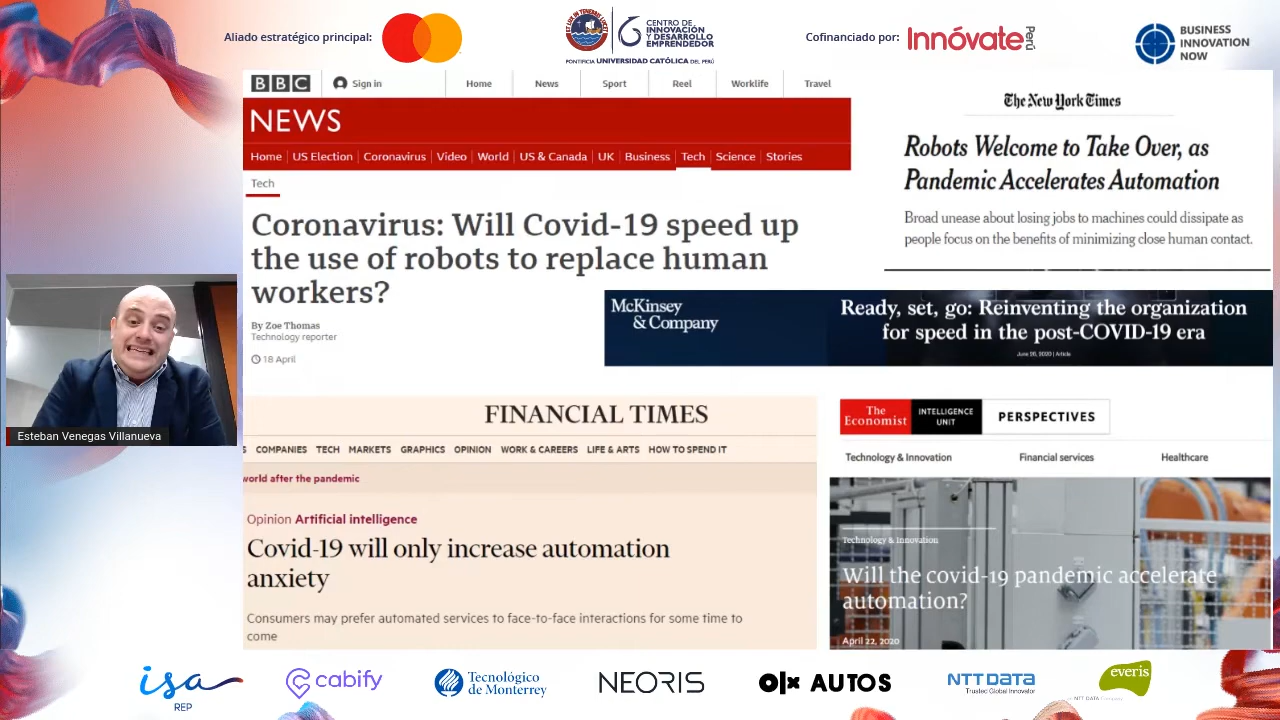 Aliado estratégico principal:
CENTRO DE
INNOVACIÓN
Y DESARROLLO
EMPRENDEDOR
PONTIFICIA UNIVERSIDAD CATÓLICA DEL PERÚ
Cofinanciado por:
Innóvate Perú
BUSINESS
INNOVATION
NOW
BBC Sign in Home News Sport Reel Worklife Travel
NEWS
Home US Election Coronavirus Video World US & Canada UK Business Tech Science Stories
Tech
Coronavirus: Will Covid-19 speed up
the use of robots to replace human
workers?
By Zoe Thomas
Technology reporter
18 April
The New York Times
Robots Welcome to Take Over, as
Pandemic Accelerates Automation
Broad unease about losing jobs to machines could dissipate as
people focus on the benefits of minimizing close human contact.
McKinsey
& Company
Ready, set, go: Reinventing the organization
for speed in the post-COVID-19 era
June 26, 2020 | Article
Esteban Venegas Villanueva
FINANCIAL TIMES
S COMPANIES TECH MARKETS GRAPHICS OPINION WORK & CAREERS LIFE & ARTS HOW TO SPEND IT
world after the pandemic
Opinion Artificial intelligence
Covid-19 will only increase automation
anxiety
Consumers may prefer automated services to face-to-face interactions for some time to
come
The
Economist
INTELLIGENCE
UNIT
PERSPECTIVES
Technology & Innovation Financial services Healthcare
Technology & Innovation
Will the covid-19 pandemic accelerate
automation?
April 22, 2020
isa
REP
cabify
Tecnológico
de Monterrey
NEORIS
olx AUTOS
NTT DATA
Trusted Global Innovator
everis
an NTT DATA Company